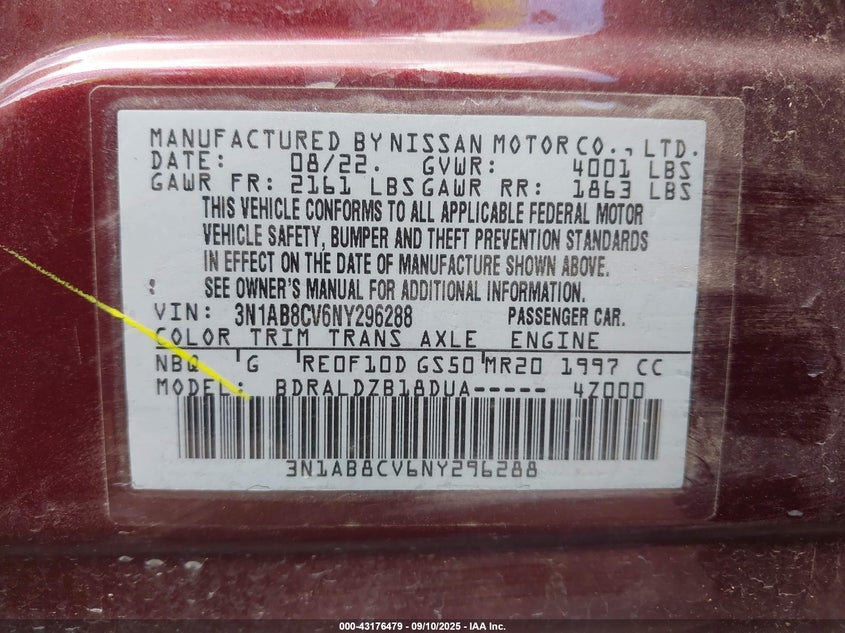 MANUFACTURED BY NISSAN MOTOR CO., LTD.
DATE: 08/22. GVWR: 4001 LBS
GAWR FR: 2161 LBS GAWR RR: 1863 LBS
THIS VEHICLE CONFORMS TO ALL APPLICABLE FEDERAL MOTOR
VEHICLE SAFETY, BUMPER AND THEFT PREVENTION STANDARDS
IN EFFECT ON THE DATE OF MANUFACTURE SHOWN ABOVE.
SEE OWNER'S MANUAL FOR ADDITIONAL INFORMATION.
VIN: 3N1AB8CV6NY296288 PASSENGER CAR.
COLOR TRIM TRANS AXLE ENGINE
NBQ G RE0F10D GS50 MR20 1997 CC
MODEL: BDRALDZB18DUA----- 4Z000
3N1AB8CV6NY296288
000-43176479 - 09/10/2025 - IAA Inc.